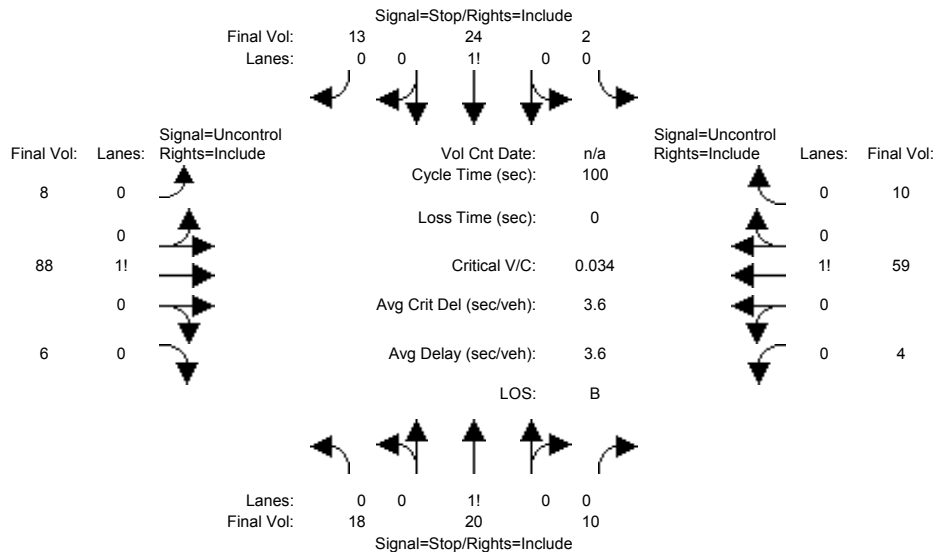 Signal=Stop/Rights=Include
Final Vol: 13 24 2
Lanes: 0 0 1! 0 0
Signal=Uncontrol Signal=Uncontrol
Final Vol: Lanes: Rights=Include Vol Cnt Date: n/a Rights=Include Lanes: Final Vol:
Cycle Time (sec): 100
8 0 0 10
Loss Time (sec): 0
0 0
88 1! Critical V/C: 0.034 1! 59
0 Avg Crit Del (sec/veh): 3.6 0
6 0 Avg Delay (sec/veh): 3.6 0 4
LOS: B
Lanes: 0 0 1! 0 0
Final Vol: 18 20 10
Signal=Stop/Rights=Include